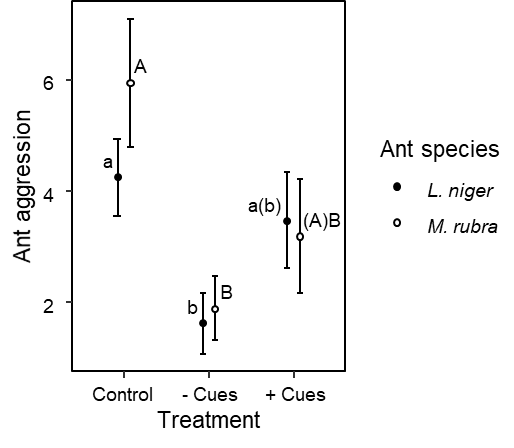 A
6
a
Ant species
4
a(b)
(A)B
L. niger
M. rubra
Ant aggression
2
b
B
Control
- Cues
+ Cues
Treatment